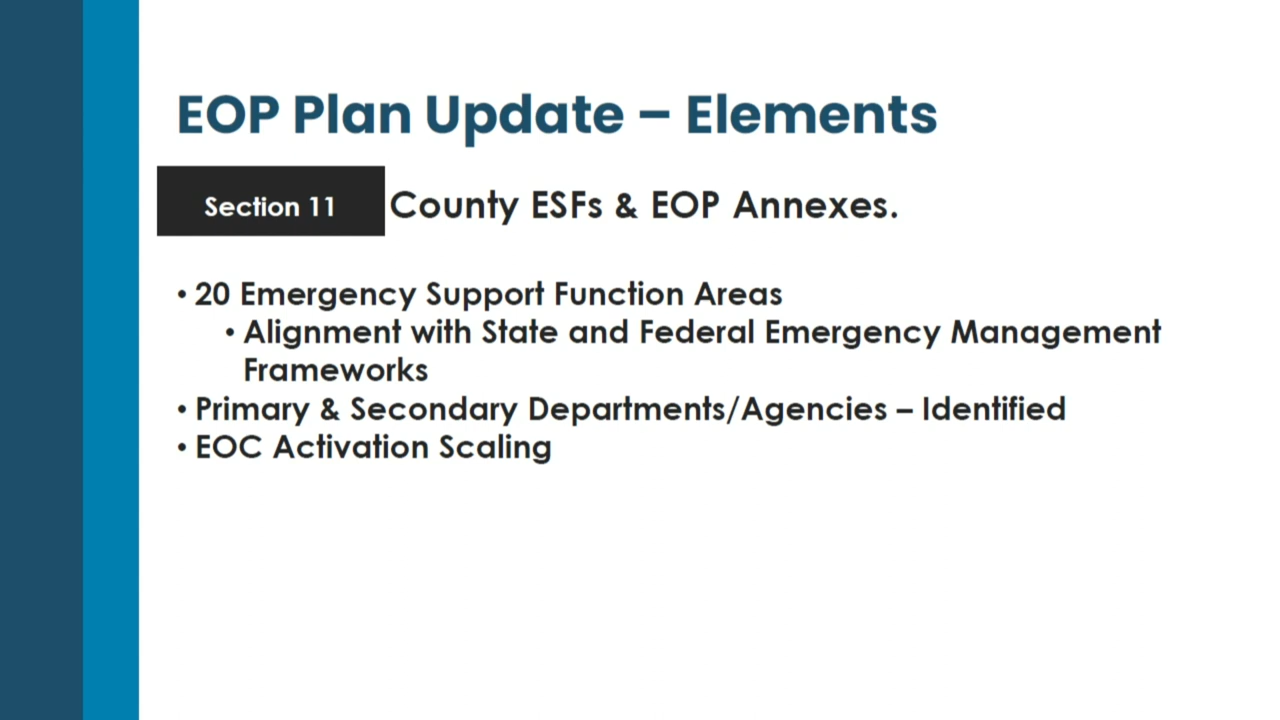 EOP Plan Update – Elements
Section 11 County ESFs & EOP Annexes.
• 20 Emergency Support Function Areas
• Alignment with State and Federal Emergency Management
Frameworks
• Primary & Secondary Departments/Agencies – Identified
• EOC Activation Scaling